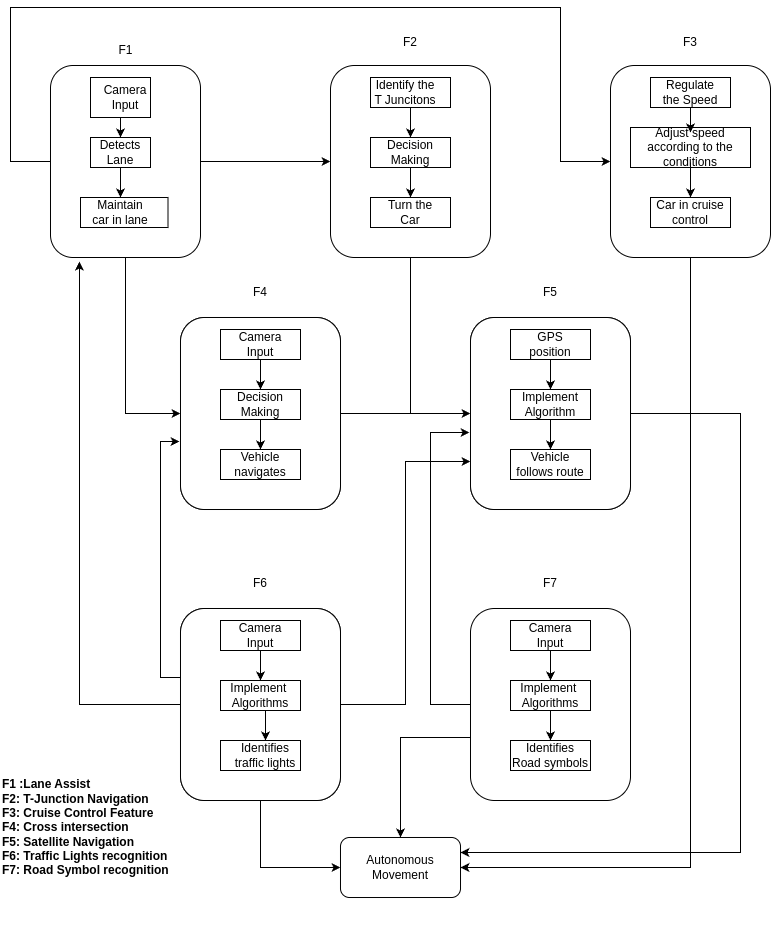 F1
F2
F3
Camera
Input
Detects
Lane
Maintain
car in lane
Identify the
T Juncitons
Decision
Making
Turn the
Car
Regulate
the Speed
Adjust speed
according to the
conditions
Car in cruise
control
F4
F5
Camera
Input
Decision
Making
Vehicle
navigates
GPS
position
Implement
Algorithm
Vehicle
follows route
F6
F7
Camera
Input
Implement
Algorithms
Identifies
traffic lights
Camera
Input
Implement
Algorithms
Identifies
Road symbols
F1 :Lane Assist
F2: T-Junction Navigation
F3: Cruise Control Feature
F4: Cross intersection
F5: Satellite Navigation
F6: Traffic Lights recognition
F7: Road Symbol recognition
Autonomous
Movement